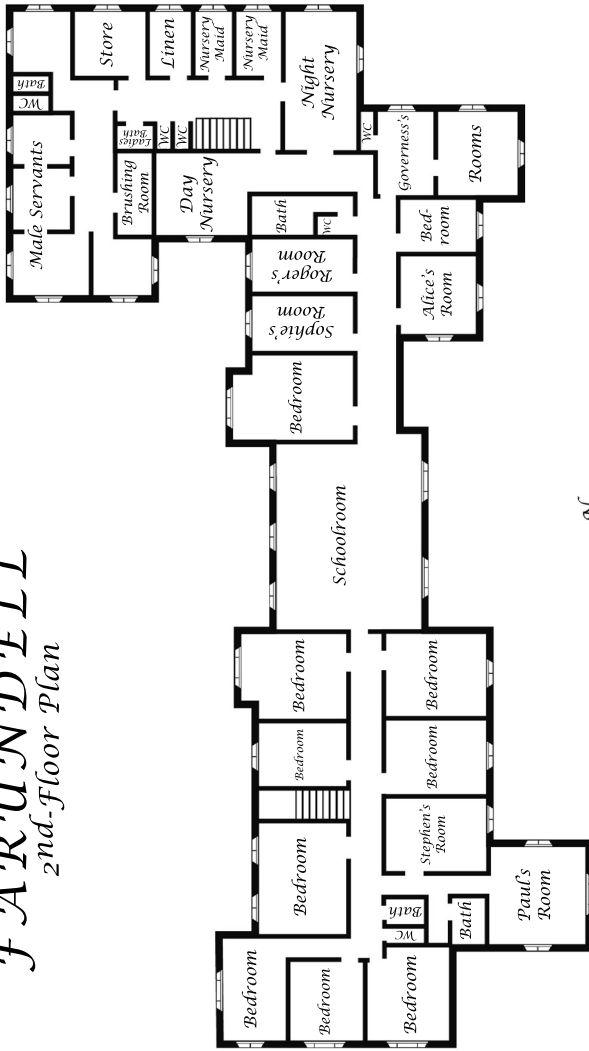 FARUNDELL
2nd-Floor Plan
Store
Linen
Nursery
Maid
Nursery
Maid
Night
Nursery
Bath
WC
Ladies'
Bath
WC
WC
WC
Governess's
Rooms
Male Servants
Brushing
Room
Day
Nursery
Bath
WC
Bed-
room
Roger's
Room
Sophie's
Room
Alice's
Room
Bedroom
Schoolroom
Bedroom
Bedroom
Bedroom
Bedroom
Stephen's
Room
Bedroom
Bath
WC
Bath
Paul's
Room
Bedroom
Bedroom
Bedroom
N